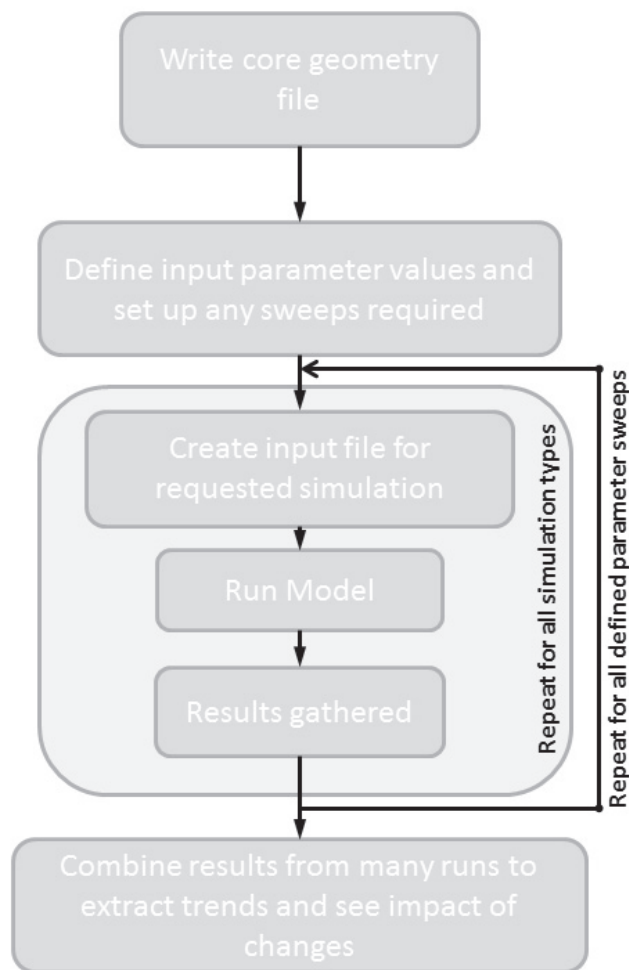 Write core geometry
file
Define input parameter values and
set up any sweeps required
Create input file for
requested simulation
Run Model
Results gathered
Repeat for all simulation types
Repeat for all defined parameter sweeps
Combine results from many runs to
extract trends and see impact of
changes